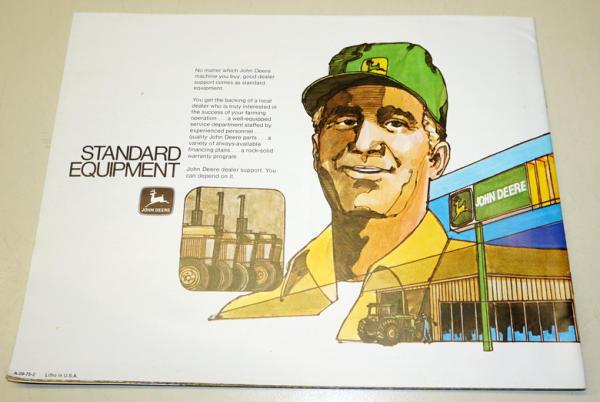 No matter which John Deere
machine you buy, good dealer
support comes as standard
equipment.
You get the backing of a local
dealer who is truly interested in
the success of your farming
operation . . . a well-equipped
service department staffed by
experienced personnel . . .
quality John Deere parts . . . a
variety of always-available
financing plans . . . a rock-solid
warranty program.
John Deere dealer support. You
can depend on it.
STANDARD
EQUIPMENT
JOHN DEERE
JOHN DEERE
A-39-75-2 Litho in U.S.A.